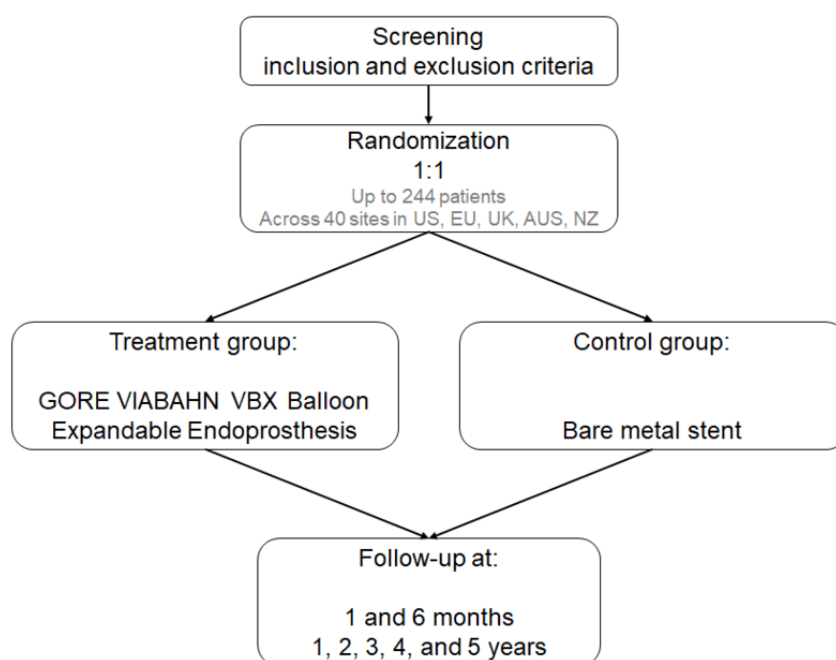 Screening
inclusion and exclusion criteria
Randomization
1:1
Up to 244 patients
Across 40 sites in US, EU, UK, AUS, NZ
Treatment group:
GORE VIABAHN VBX Balloon
Expandable Endoprosthesis
Control group:
Bare metal stent
Follow-up at:
1 and 6 months
1, 2, 3, 4, and 5 years